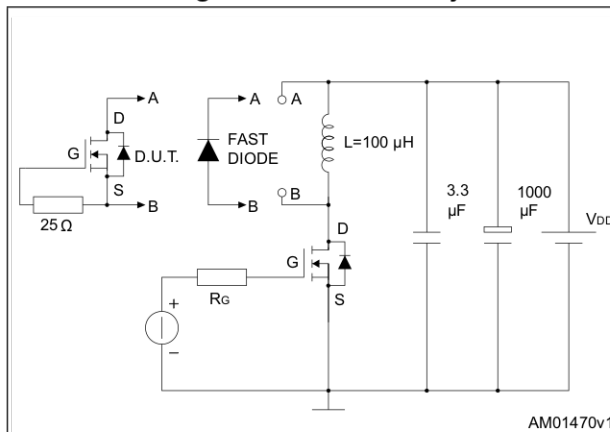 A
D
G
D.U.T.
S
B
25 Ω
A
FAST
DIODE
B
A
L=100 µH
B
D
G
S
RG
+
–
3.3
µF
1000
µF
VDD
AM01470v1